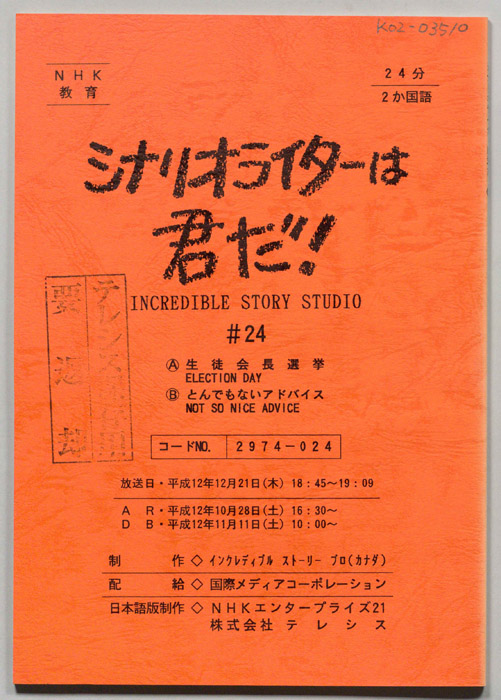 K02-03510
NHK
教育
24分
2か国語
シナリオライターは
君だ!
INCREDIBLE STORY STUDIO
#24
Ⓐ 生徒会長選挙
ELECTION DAY
Ⓑ とんでもないアドバイス
NOT SO NICE ADVICE
コードNO. 2974-024
放送日・平成12年12月21日(木) 18:45~19:09
A R・平成12年10月28日(土) 16:30~
D B・平成12年11月11日(土) 10:00~
制作◇インクレディブル ストーリー プロ(カナダ)
配給◇国際メディアコーポレーション
日本語版制作◇NHKエンタープライズ21
株式会社テレシス
要返却